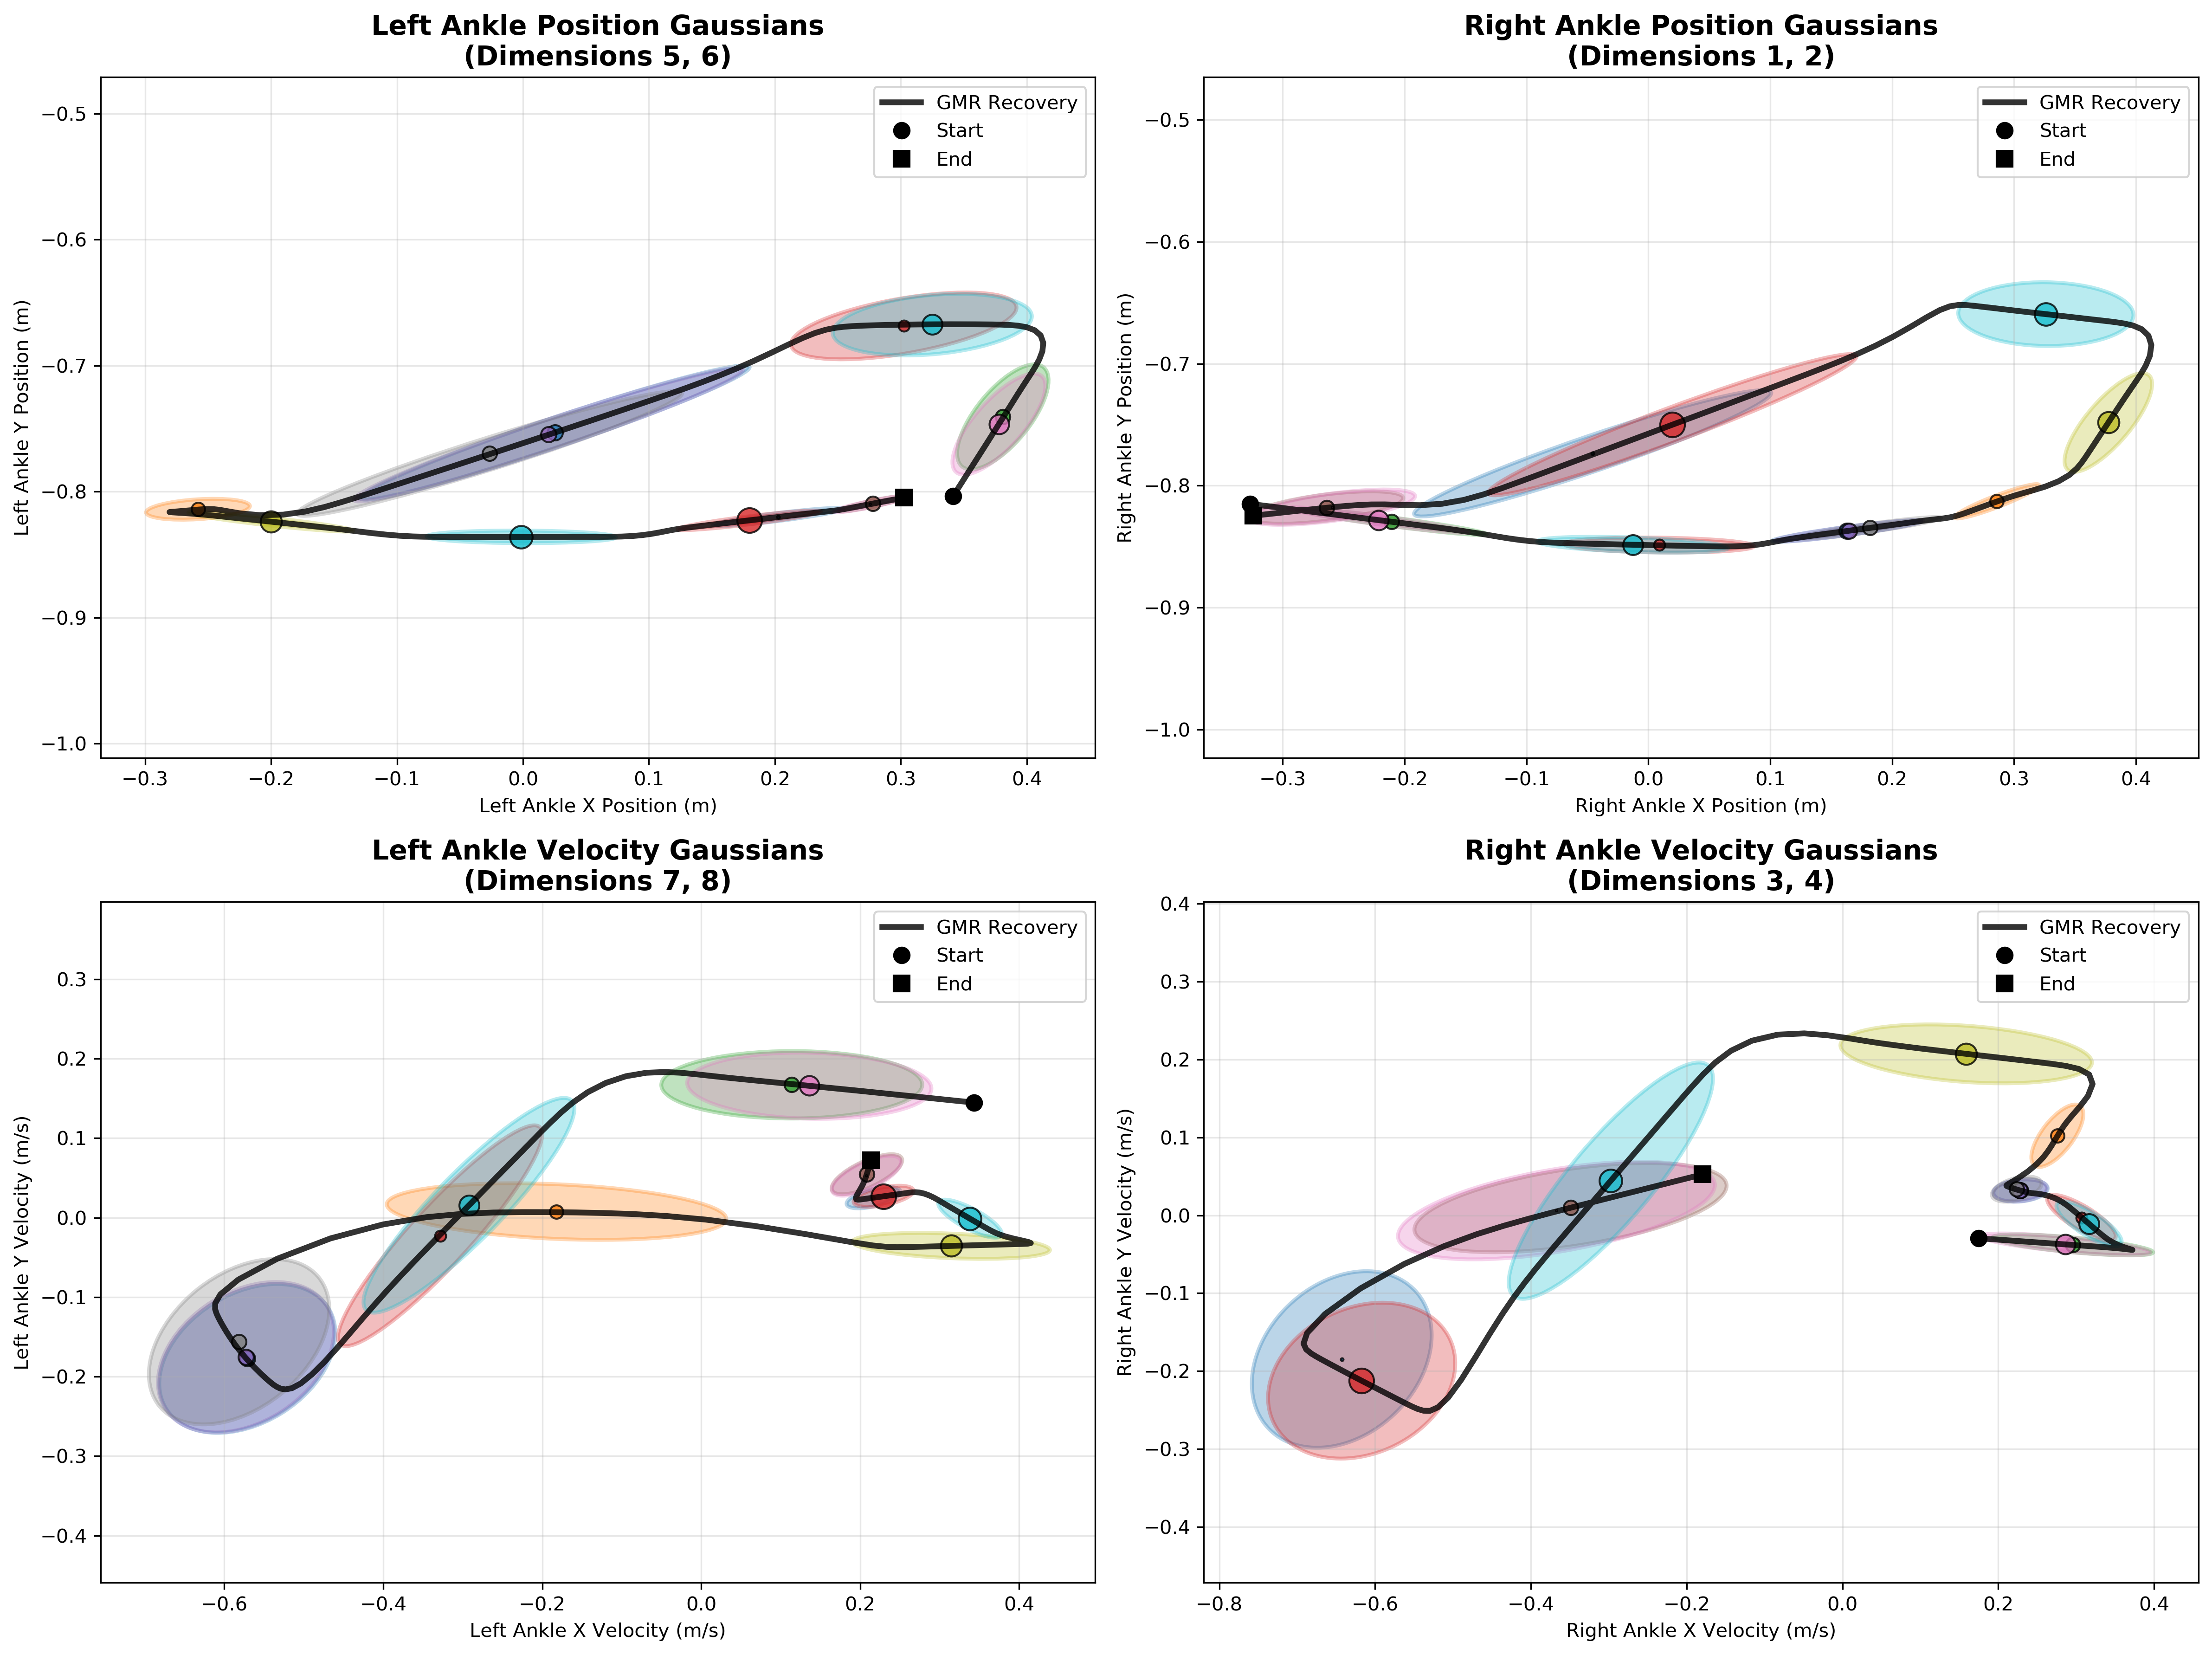 Left Ankle Position Gaussians
(Dimensions 5, 6)
GMR Recovery
Start
End
−0.5
−0.6
−0.7
−0.8
−0.9
−1.0
Left Ankle Y Position (m)
−0.3 −0.2 −0.1 0.0 0.1 0.2 0.3 0.4
Left Ankle X Position (m)
Right Ankle Position Gaussians
(Dimensions 1, 2)
GMR Recovery
Start
End
−0.5
−0.6
−0.7
−0.8
−0.9
−1.0
Right Ankle Y Position (m)
−0.3 −0.2 −0.1 0.0 0.1 0.2 0.3 0.4
Right Ankle X Position (m)
Left Ankle Velocity Gaussians
(Dimensions 7, 8)
GMR Recovery
Start
End
0.3
0.2
0.1
0.0
−0.1
−0.2
−0.3
−0.4
Left Ankle Y Velocity (m/s)
−0.6 −0.4 −0.2 0.0 0.2 0.4
Left Ankle X Velocity (m/s)
Right Ankle Velocity Gaussians
(Dimensions 3, 4)
GMR Recovery
Start
End
0.4
0.3
0.2
0.1
0.0
−0.1
−0.2
−0.3
−0.4
Right Ankle Y Velocity (m/s)
−0.8 −0.6 −0.4 −0.2 0.0 0.2 0.4
Right Ankle X Velocity (m/s)